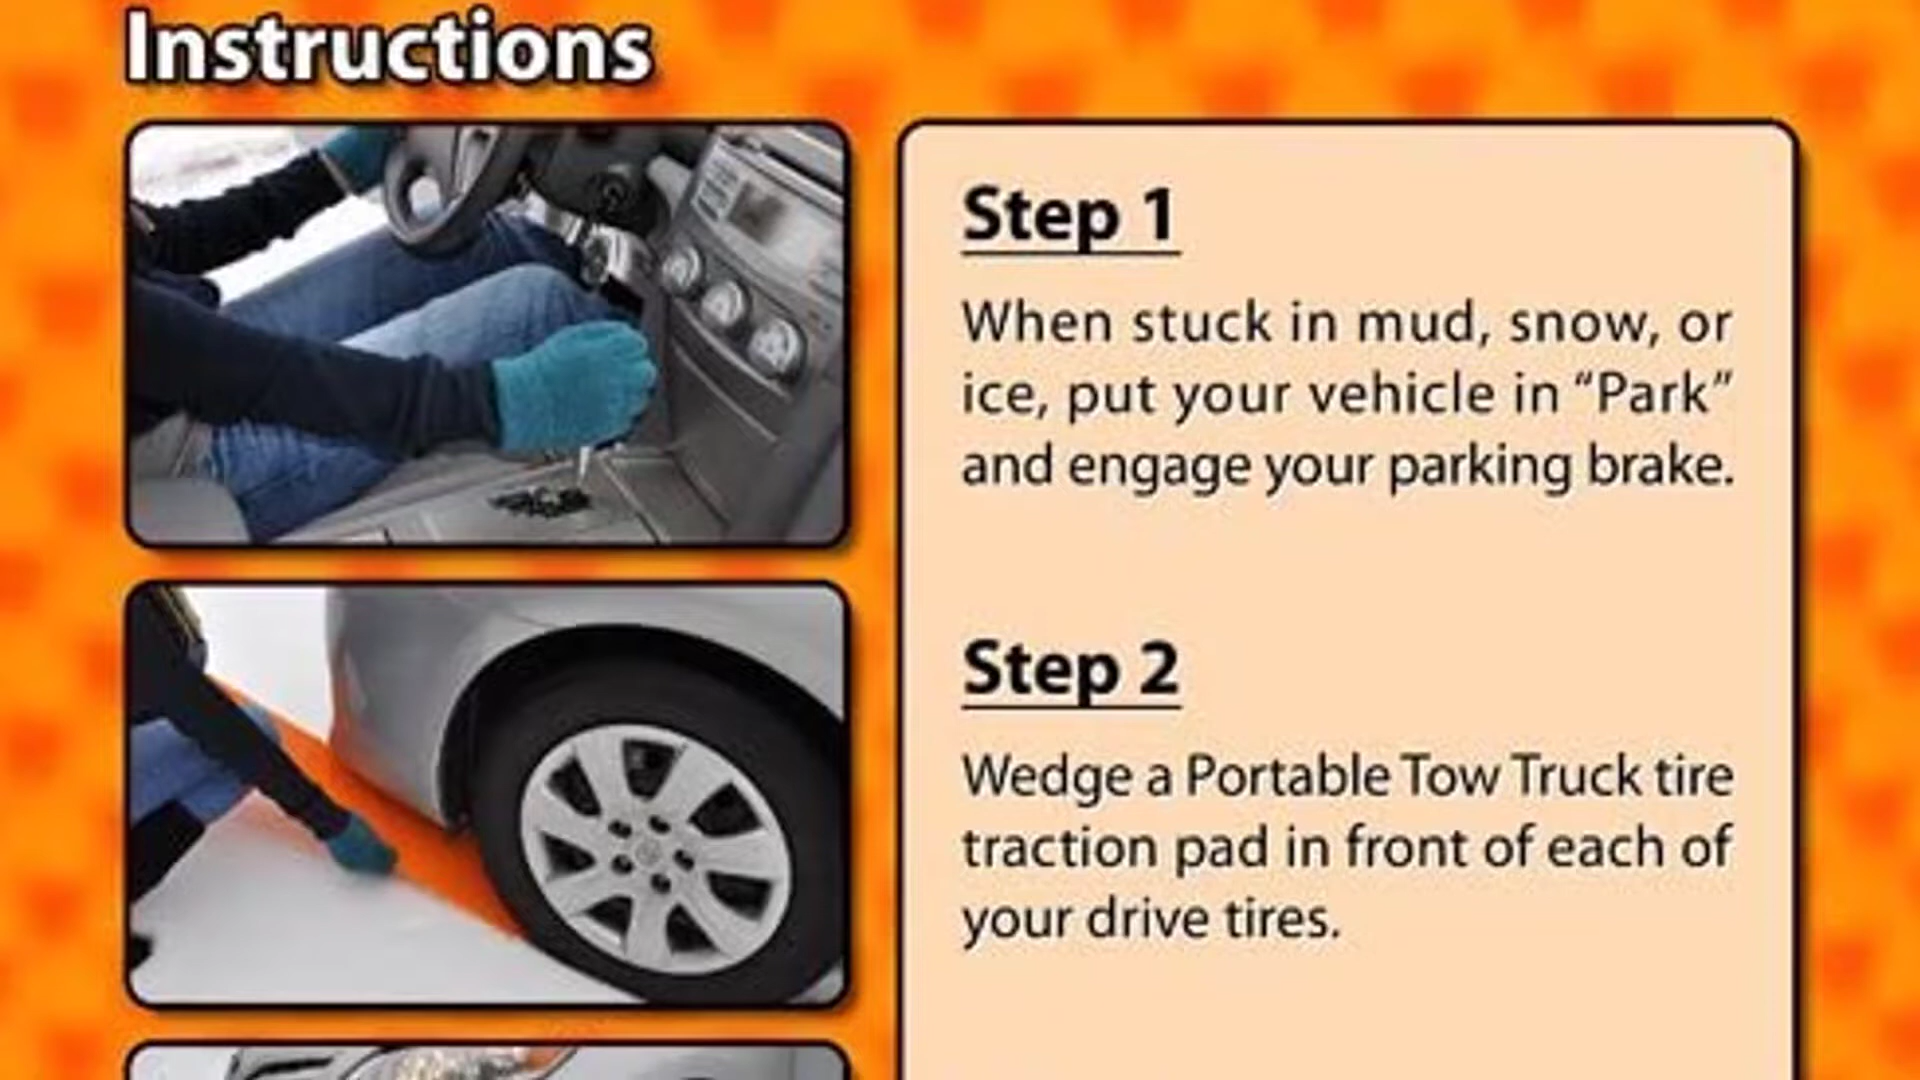 Instructions
Step 1
When stuck in mud, snow, or
ice, put your vehicle in “Park”
and engage your parking brake.
Step 2
Wedge a Portable Tow Truck tire
traction pad in front of each of
your drive tires.